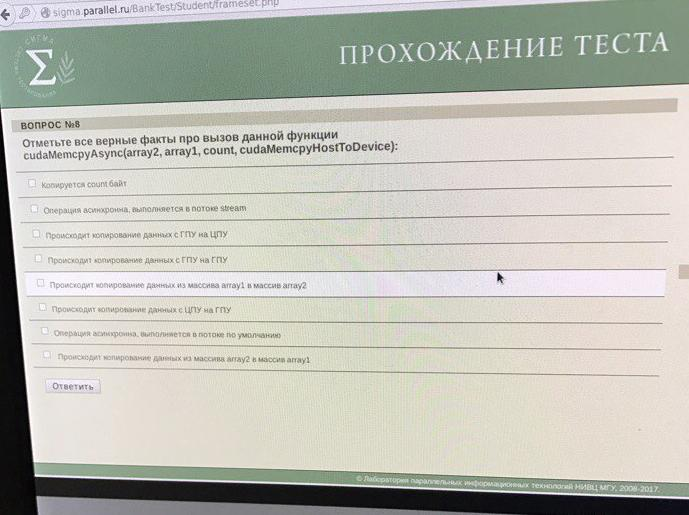 sigma.parallel.ru/BankTest/Student/frameset.php
СИГМА
Σ
ПРОХОЖДЕНИЕ ТЕСТА
ВОПРОС №8
Отметьте все верные факты про вызов данной функции
cudaMemcpyAsync(array2, array1, count, cudaMemcpyHostToDevice):
Копируется count байт
Операция асинхронна, выполняется в потоке stream
Происходит копирование данных с ГПУ на ЦПУ
Происходит копирование данных с ГПУ на ГПУ
Происходит копирование данных из массива array1 в массив array2
Происходит копирование данных с ЦПУ на ГПУ
Операция асинхронна, выполняется в потоке по умолчанию
Происходит копирование данных из массива array2 в массив array1
Ответить
© Лаборатория параллельных информационных технологий НИВЦ МГУ, 2008-2017.